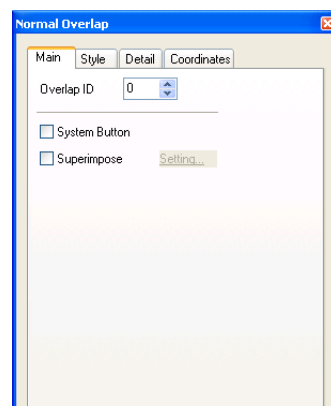 Normal Overlap
Main Style Detail Coordinates
Overlap ID 0
System Button
Superimpose Setting...